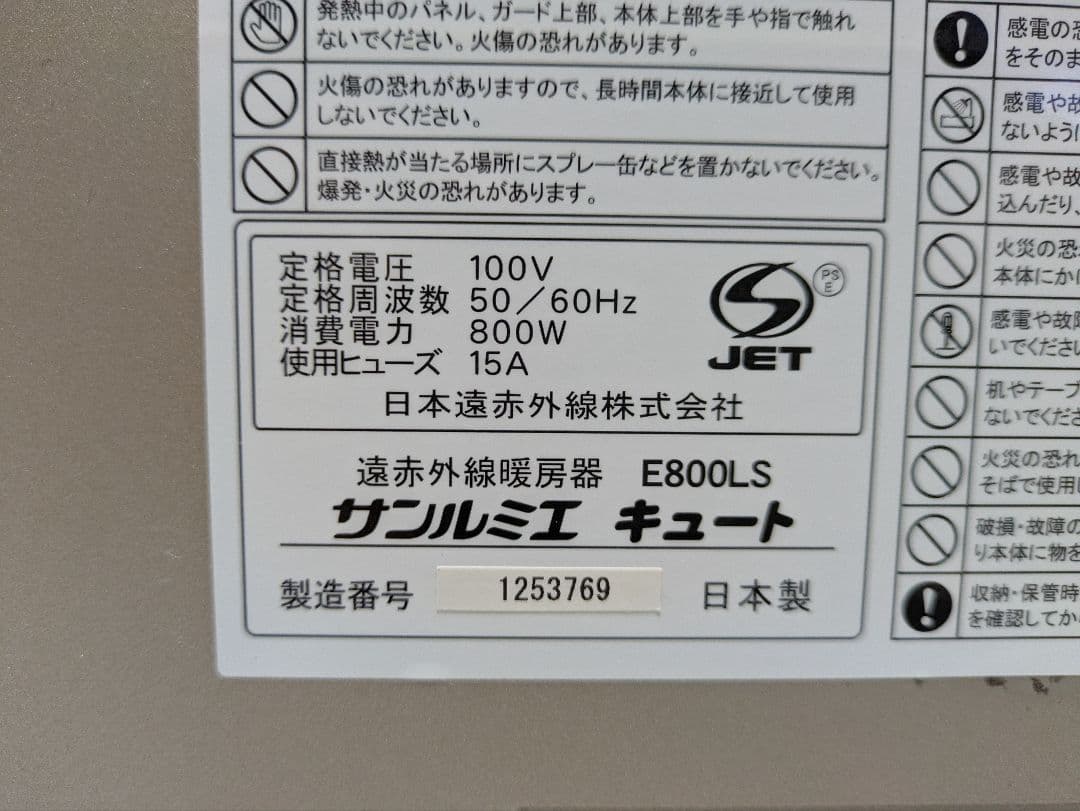 発熱中のパネル、ガード上部、本体上部を手や指で触れ
ないでください。火傷の恐れがあります。
火傷の恐れがありますので、長時間本体に接近して使用
しないでください。
直接熱が当たる場所にスプレー缶などを置かないでください。
爆発・火災の恐れがあります。
定格電圧 100V
定格周波数 50/60Hz
消費電力 800W
使用ヒューズ 15A
PS
E
JET
日本遠赤外線株式会社
遠赤外線暖房器 E800LS
サンルミエ キュート
製造番号 1253769 日本製
感電の恐
をそのま
感電や故
ないように
感電や故
込んだり、
火災の恐
本体にか
感電や故障
いでくださ
机やテーブ
ないでくださ
火災の恐れ
そばで使用
破損・故障の
り本体に物を
収納・保管時
を確認してか